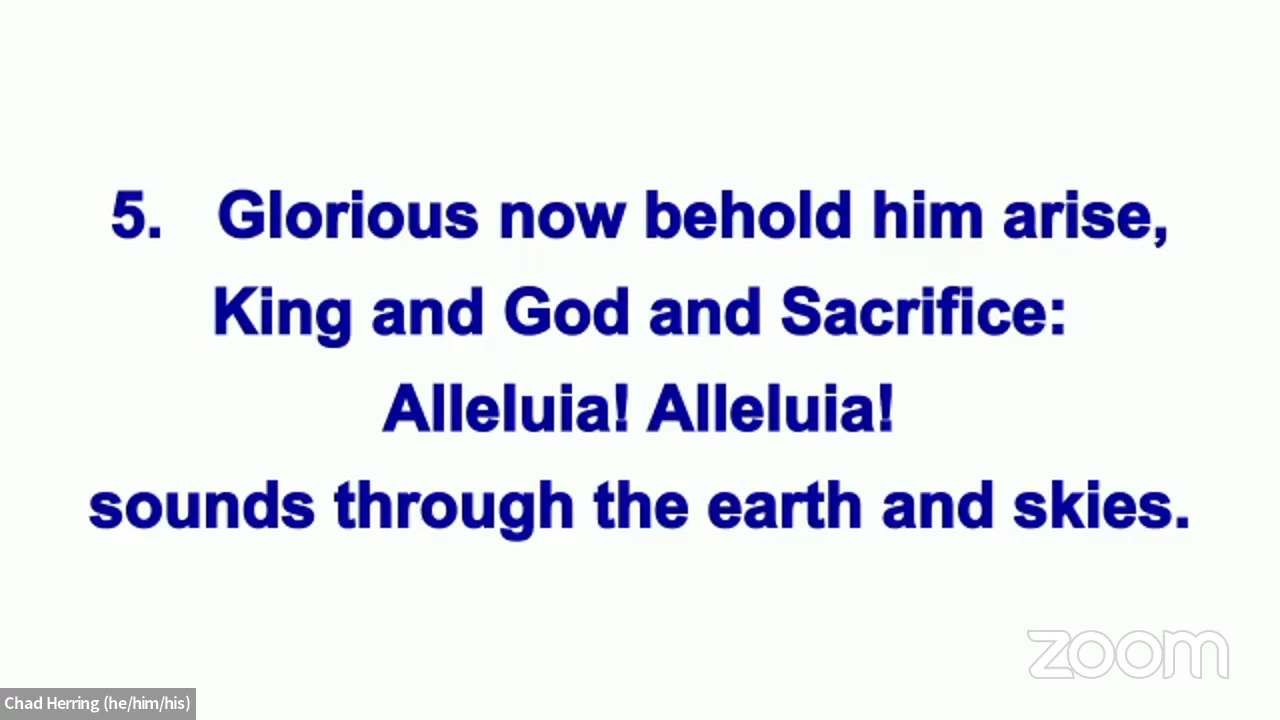 5. Glorious now behold him arise,
King and God and Sacrifice:
Alleluia! Alleluia!
sounds through the earth and skies.
zoom
Chad Herring (he/him/his)